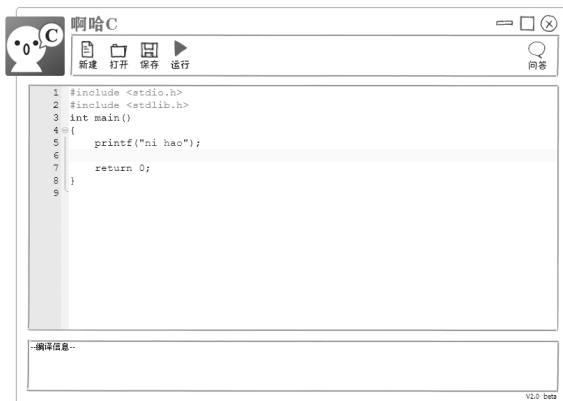 C
啊哈C
新建 打开 保存 运行 问答
1 #include <stdio.h>
2 #include <stdlib.h>
3 int main()
4 {
5 printf("ni hao");
6
7 return 0;
8 }
9
--编译信息--
V2.0 beta